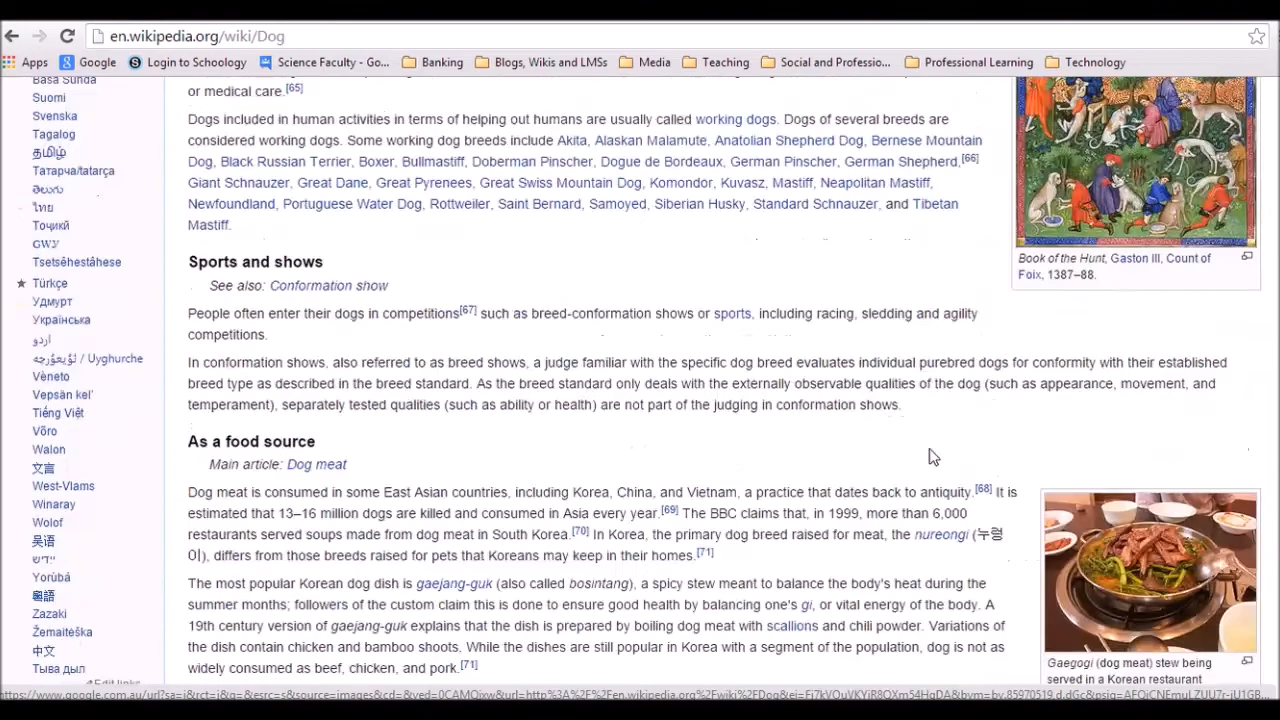 en.wikipedia.org/wiki/Dog
Apps Google Login to Schoology Science Faculty - Go... Banking Blogs, Wikis and LMSs Media Teaching Social and Professio... Professional Learning Technology
Basa Sunda
Suomi
Svenska
Tagalog
தமிழ்
Татарча/tatarça
తెలుగు
ไทย
Тоҷикӣ
ᏣᎳᎩ
Tsetsêhestâhese
Türkçe
Удмурт
Українська
اردو
ئۇيغۇرچە / Uyghurche
Vèneto
Vepsän kel'
Tiếng Việt
Võro
Walon
文言
West-Vlams
Winaray
Wolof
吴语
ייִדיש
Yorùbá
粵語
Zazaki
Žemaitėška
中文
Тыва дыл
Edit links
or medical care.[65]
Dogs included in human activities in terms of helping out humans are usually called working dogs. Dogs of several breeds are
considered working dogs. Some working dog breeds include Akita, Alaskan Malamute, Anatolian Shepherd Dog, Bernese Mountain
Dog, Black Russian Terrier, Boxer, Bullmastiff, Doberman Pinscher, Dogue de Bordeaux, German Pinscher, German Shepherd,[66]
Giant Schnauzer, Great Dane, Great Pyrenees, Great Swiss Mountain Dog, Komondor, Kuvasz, Mastiff, Neapolitan Mastiff,
Newfoundland, Portuguese Water Dog, Rottweiler, Saint Bernard, Samoyed, Siberian Husky, Standard Schnauzer, and Tibetan
Mastiff.
Book of the Hunt, Gaston III, Count of
Foix, 1387–88.
Sports and shows
See also: Conformation show
People often enter their dogs in competitions[67] such as breed-conformation shows or sports, including racing, sledding and agility
competitions.
In conformation shows, also referred to as breed shows, a judge familiar with the specific dog breed evaluates individual purebred dogs for conformity with their established
breed type as described in the breed standard. As the breed standard only deals with the externally observable qualities of the dog (such as appearance, movement, and
temperament), separately tested qualities (such as ability or health) are not part of the judging in conformation shows.
As a food source
Main article: Dog meat
Dog meat is consumed in some East Asian countries, including Korea, China, and Vietnam, a practice that dates back to antiquity.[68] It is
estimated that 13–16 million dogs are killed and consumed in Asia every year.[69] The BBC claims that, in 1999, more than 6,000
restaurants served soups made from dog meat in South Korea.[70] In Korea, the primary dog breed raised for meat, the nureongi (누렁
이), differs from those breeds raised for pets that Koreans may keep in their homes.[71]
The most popular Korean dog dish is gaejang-guk (also called bosintang), a spicy stew meant to balance the body's heat during the
summer months; followers of the custom claim this is done to ensure good health by balancing one's gi, or vital energy of the body. A
19th century version of gaejang-guk explains that the dish is prepared by boiling dog meat with scallions and chili powder. Variations of
the dish contain chicken and bamboo shoots. While the dishes are still popular in Korea with a segment of the population, dog is not as
widely consumed as beef, chicken, and pork.[71]
Gaegogi (dog meat) stew being
served in a Korean restaurant